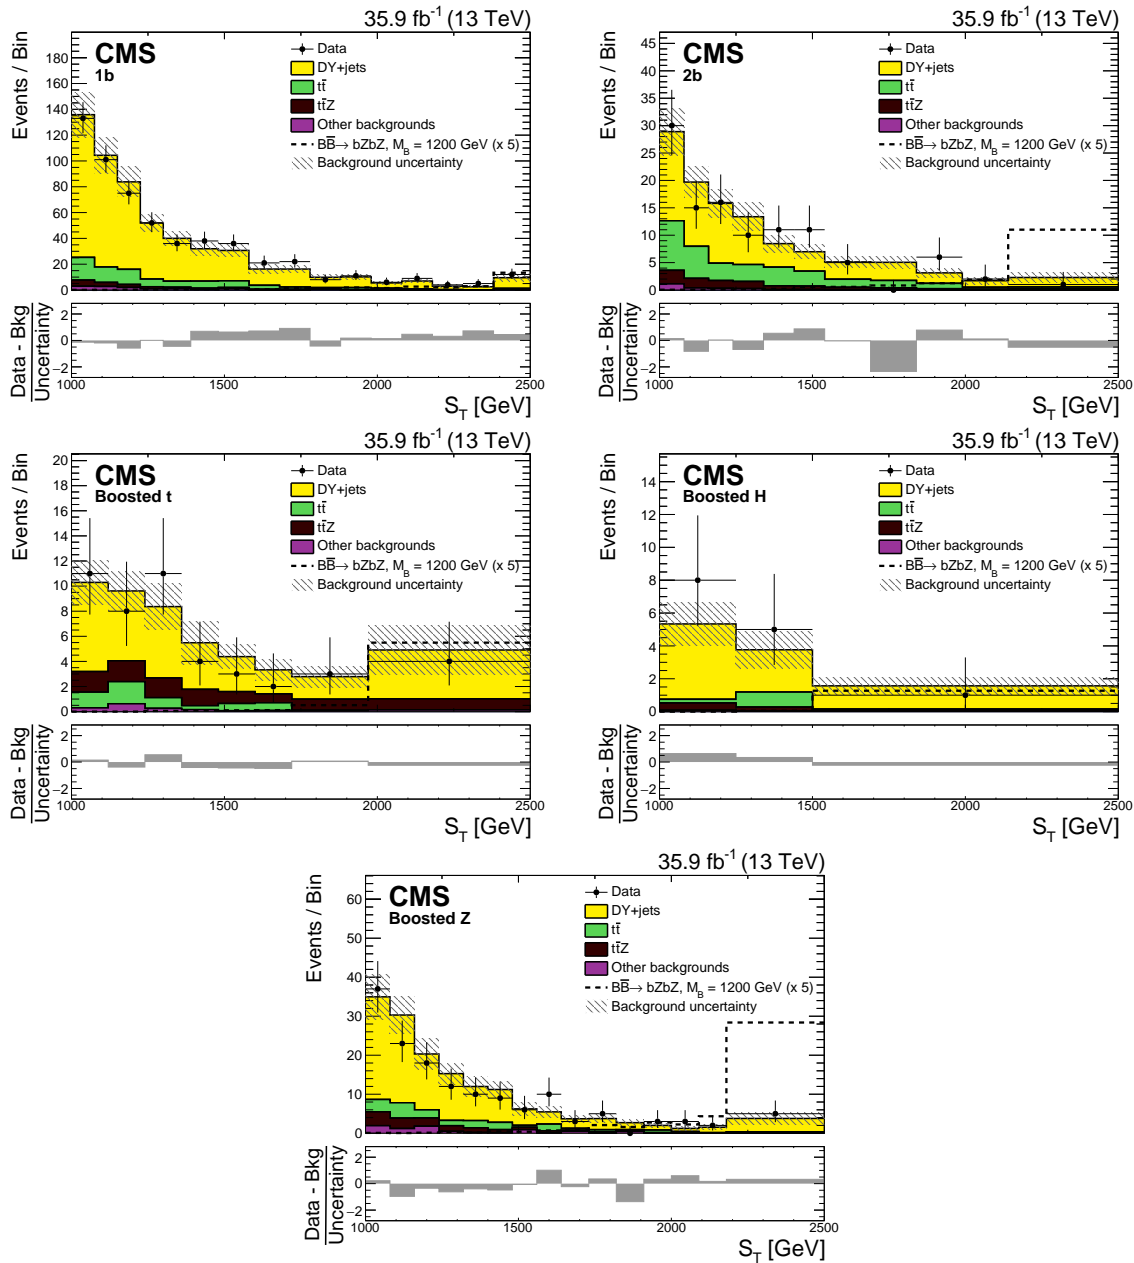 35.9 fb⁻¹ (13 TeV)
Events / Bin
CMS
1b
Data
DY+jets
tt̄
tt̄Z
Other backgrounds
BB̄→ bZbZ, M_B = 1200 GeV (x 5)
Background uncertainty
180
160
140
120
100
80
60
40
20
0
Data - Bkg
Uncertainty
2
0
−2
1000 1500 2000 2500
S_T [GeV]
35.9 fb⁻¹ (13 TeV)
Events / Bin
CMS
2b
Data
DY+jets
tt̄
tt̄Z
Other backgrounds
BB̄→ bZbZ, M_B = 1200 GeV (x 5)
Background uncertainty
45
40
35
30
25
20
15
10
5
0
Data - Bkg
Uncertainty
2
0
−2
1000 1500 2000 2500
S_T [GeV]
35.9 fb⁻¹ (13 TeV)
Events / Bin
CMS
Boosted t
Data
DY+jets
tt̄
tt̄Z
Other backgrounds
BB̄→ bZbZ, M_B = 1200 GeV (x 5)
Background uncertainty
20
18
16
14
12
10
8
6
4
2
0
Data - Bkg
Uncertainty
2
0
−2
1000 1500 2000 2500
S_T [GeV]
35.9 fb⁻¹ (13 TeV)
Events / Bin
CMS
Boosted H
Data
DY+jets
tt̄
tt̄Z
Other backgrounds
BB̄→ bZbZ, M_B = 1200 GeV (x 5)
Background uncertainty
14
12
10
8
6
4
2
0
Data - Bkg
Uncertainty
2
0
−2
1000 1500 2000 2500
S_T [GeV]
35.9 fb⁻¹ (13 TeV)
Events / Bin
CMS
Boosted Z
Data
DY+jets
tt̄
tt̄Z
Other backgrounds
BB̄→ bZbZ, M_B = 1200 GeV (x 5)
Background uncertainty
60
50
40
30
20
10
0
Data - Bkg
Uncertainty
2
0
−2
1000 1500 2000 2500
S_T [GeV]